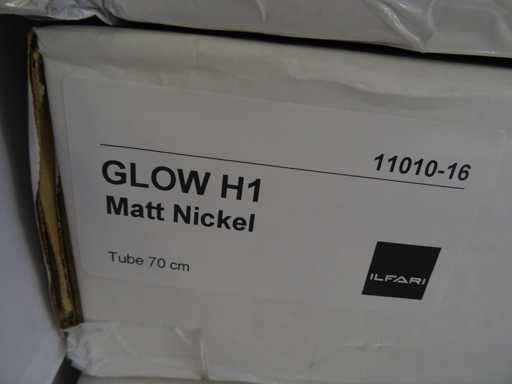 11010-16
GLOW H1
Matt Nickel
Tube 70 cm
ILFARI